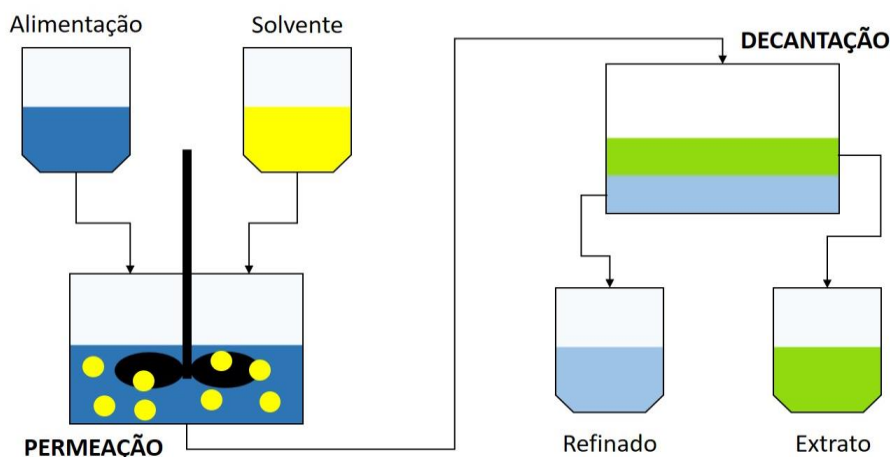 Alimentação
Solvente
DECANTAÇÃO
PERMEAÇÃO
Refinado
Extrato